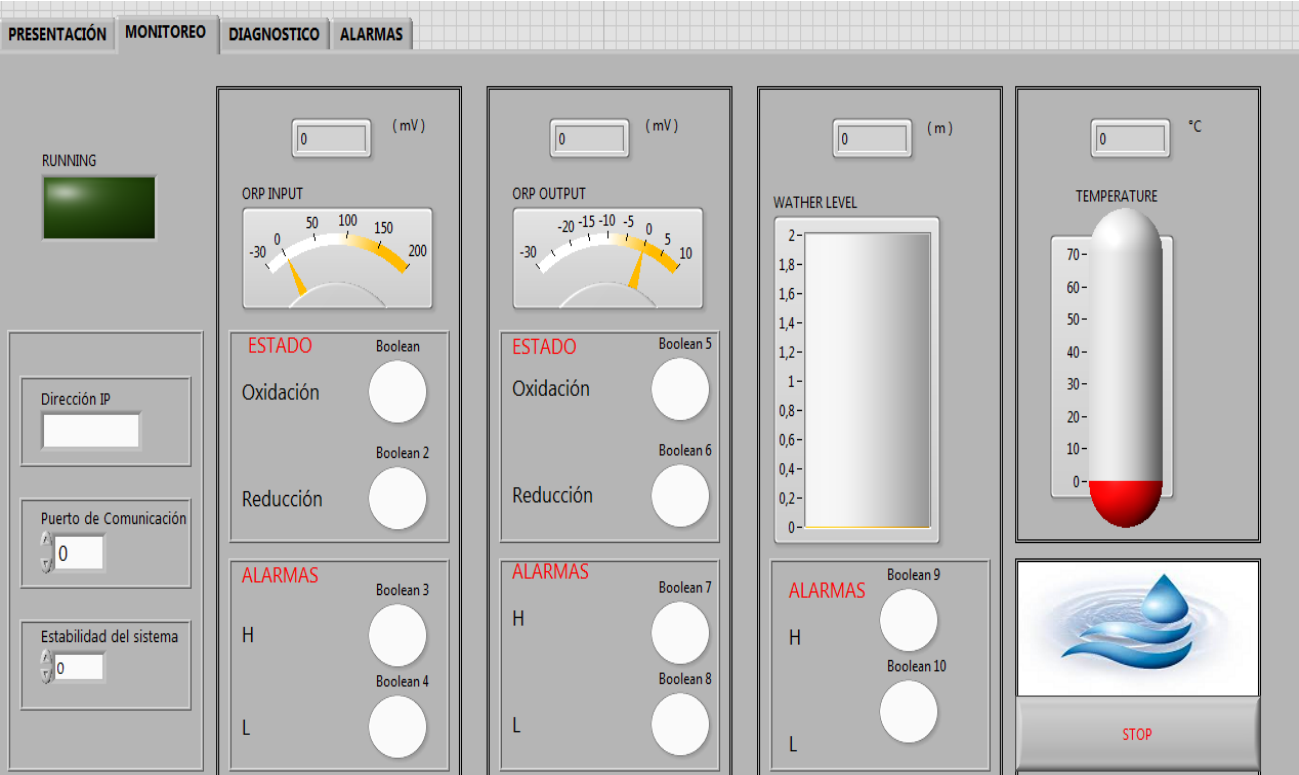 PRESENTACIÓN MONITOREO DIAGNOSTICO ALARMAS
RUNNING
Dirección IP
Puerto de Comunicación
0
Estabilidad del sistema
0
0 ( mV )
ORP INPUT
-30 0 50 100 150 200
ESTADO
Boolean
Oxidación
Boolean 2
Reducción
ALARMAS
Boolean 3
H
Boolean 4
L
0 ( mV )
ORP OUTPUT
-30 -20 -15 -10 -5 0 5 10
ESTADO
Boolean 5
Oxidación
Boolean 6
Reducción
ALARMAS
Boolean 7
H
Boolean 8
L
0 ( m )
WATHER LEVEL
2
1,8
1,6
1,4
1,2
1
0,8
0,6
0,4
0,2
0
Boolean 9
ALARMAS
H
Boolean 10
L
0 °C
TEMPERATURE
70
60
50
40
30
20
10
0
STOP